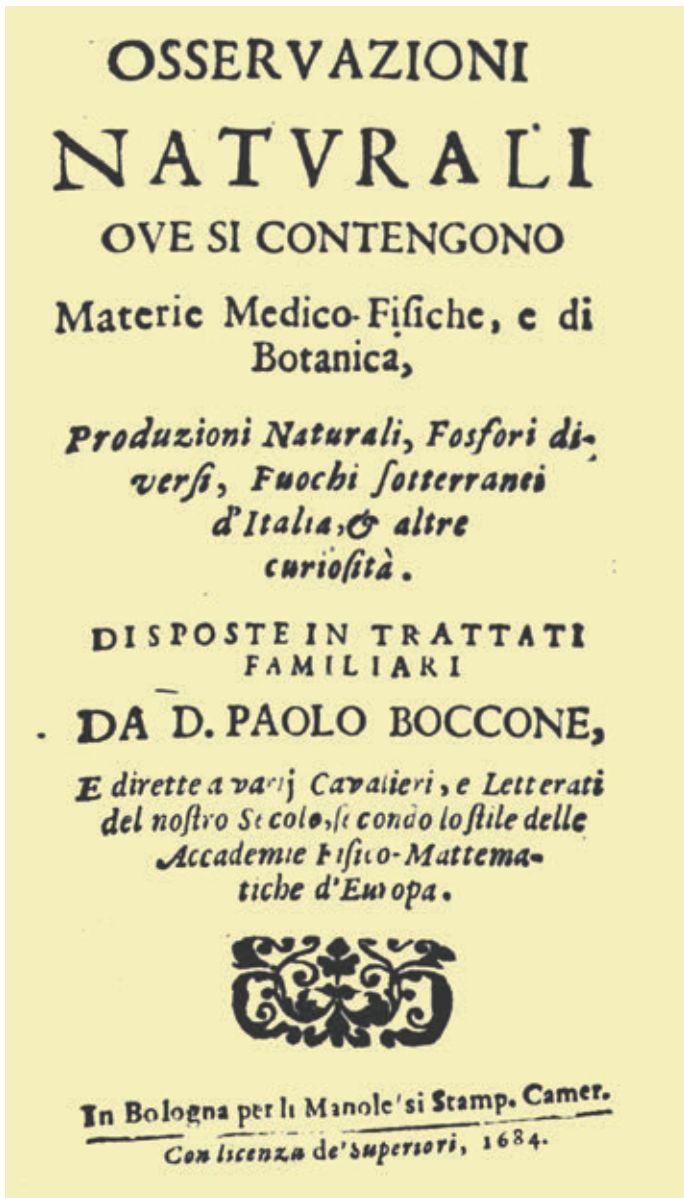 OSSERVAZIONI
NATVRALI
OVE SI CONTENGONO
Materie Medico-Fiſiche, e di
Botanica,
Produzioni Naturali, Fosfori di-
verſi, Fuochi ſotterranei
d'Italia, & altre
curioſità.
DISPOSTE IN TRATTATI
FAMILIARI
DA D. PAOLO BOCCONE,
E dirette a varij Cavalieri, e Letterati
del noſtro Secolo, ſecondo lo ſtile delle
Accademie Fiſico-Mattema-
tiche d'Europa.
In Bologna per li Manoleſsi Stamp. Camer.
Con licenza de' Superiori, 1684.